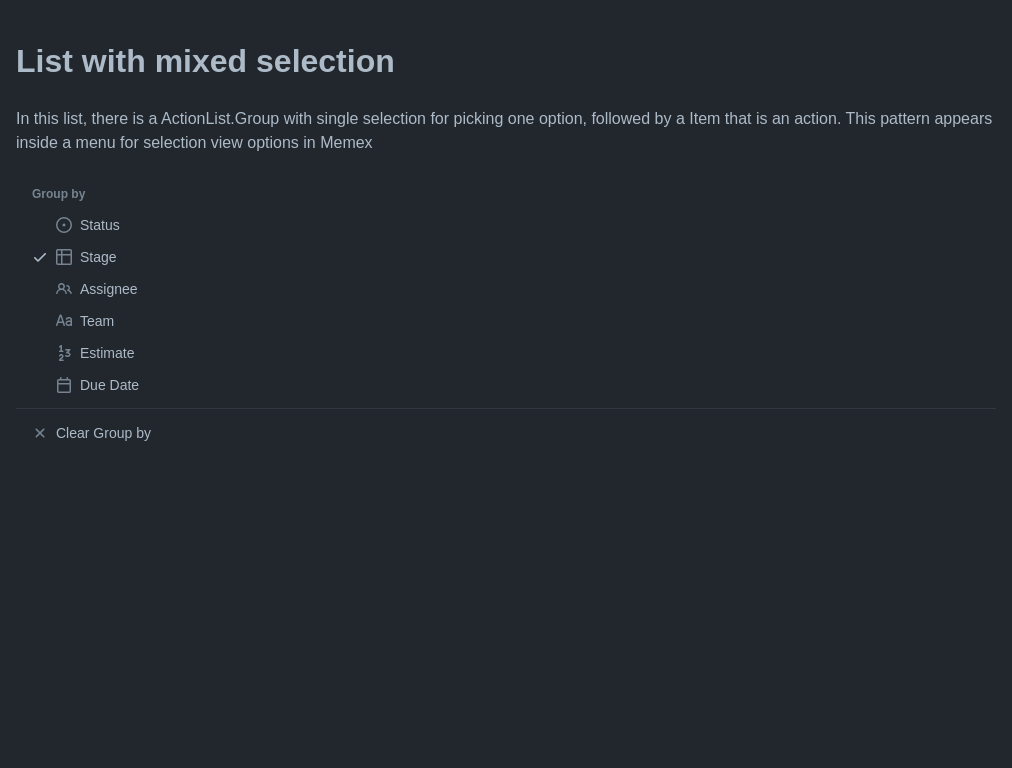 List with mixed selection
In this list, there is a ActionList.Group with single selection for picking one option, followed by a Item that is an action. This pattern appears
inside a menu for selection view options in Memex
Group by
Status
Stage
Assignee
Team
Estimate
Due Date
Clear Group by